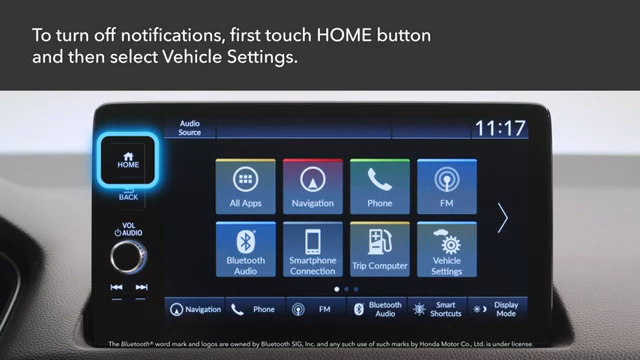 To turn off notifications, first touch HOME button
and then select Vehicle Settings.
Audio
Source
11:17
HOME
BACK
VOL
AUDIO
All Apps
Navigation
Phone
FM
Bluetooth
Audio
Smartphone
Connection
Trip Computer
Vehicle
Settings
Navigation
Phone
FM
Bluetooth
Audio
Smart
Shortcuts
Display
Mode
The Bluetooth® word mark and logos are owned by Bluetooth SIG, Inc. and any such use of such marks by Honda Motor Co., Ltd. is under license.